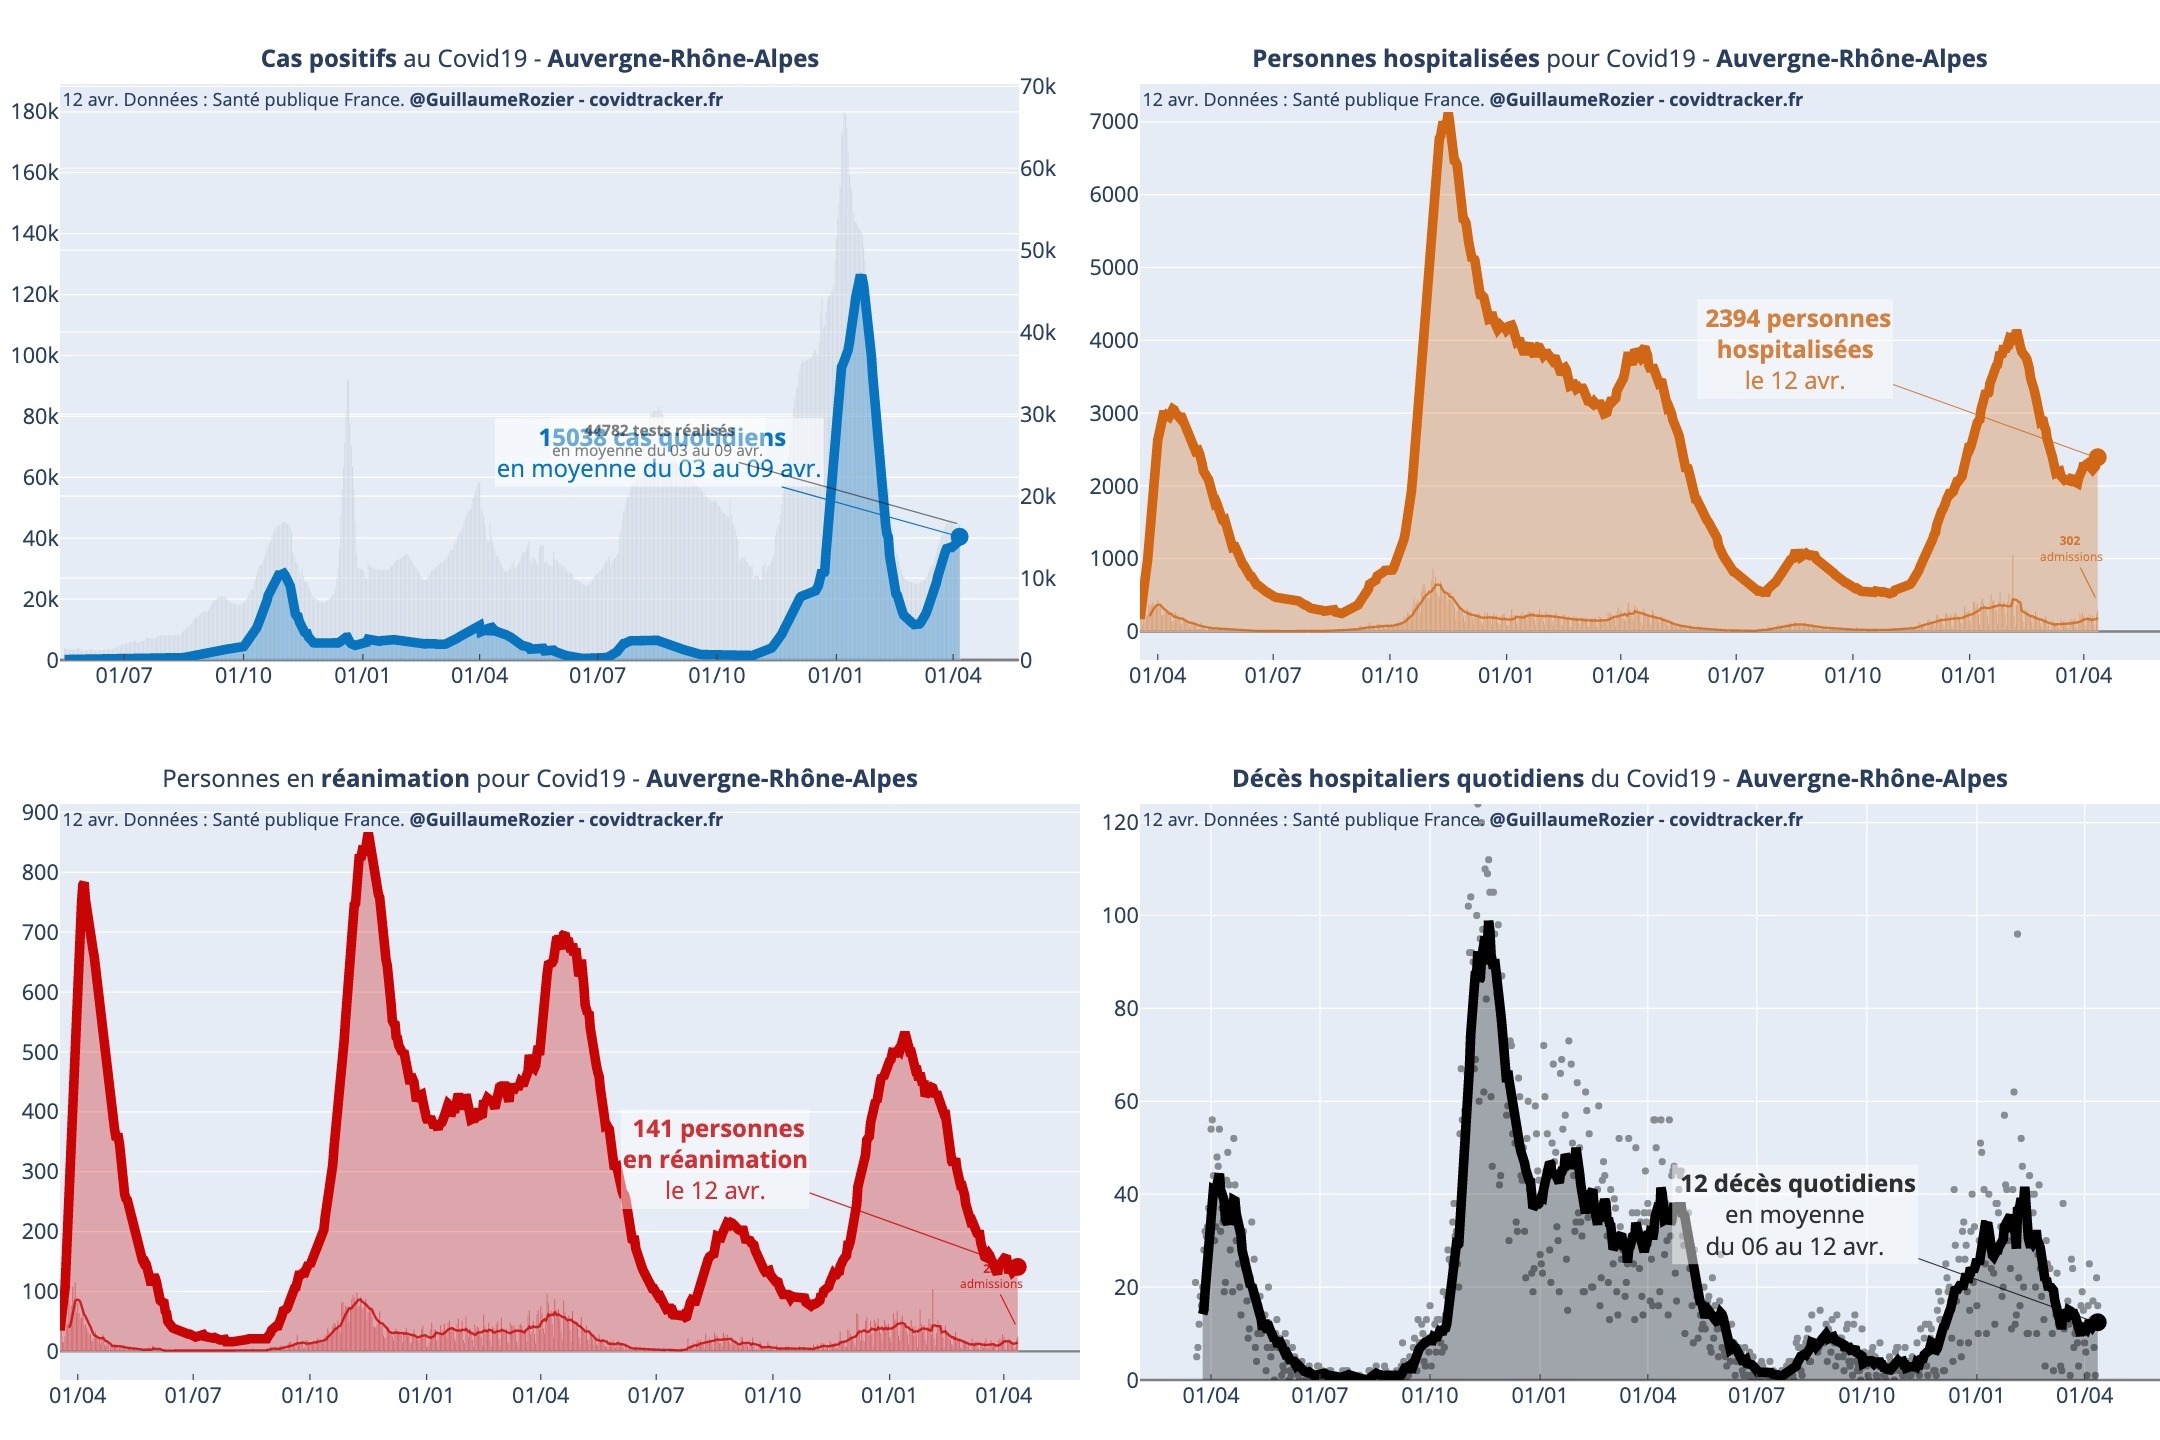 Cas positifs au Covid19 - Auvergne-Rhône-Alpes
12 avr. Données : Santé publique France. @GuillaumeRozier - covidtracker.fr
180k
160k
140k
120k
100k
80k
60k
40k
20k
0
70k
60k
50k
40k
30k
20k
10k
0
44782 tests réalisés
en moyenne du 03 au 09 avr.
15038 cas quotidiens
en moyenne du 03 au 09 avr.
01/07 01/10 01/01 01/04 01/07 01/10 01/01 01/04
Personnes hospitalisées pour Covid19 - Auvergne-Rhône-Alpes
12 avr. Données : Santé publique France. @GuillaumeRozier - covidtracker.fr
7000
6000
5000
4000
3000
2000
1000
0
2394 personnes
hospitalisées
le 12 avr.
302
admissions
01/04 01/07 01/10 01/01 01/04 01/07 01/10 01/01 01/04
Personnes en réanimation pour Covid19 - Auvergne-Rhône-Alpes
12 avr. Données : Santé publique France. @GuillaumeRozier - covidtracker.fr
900
800
700
600
500
400
300
200
100
0
141 personnes
en réanimation
le 12 avr.
admissions
01/04 01/07 01/10 01/01 01/04 01/07 01/10 01/01 01/04
Décès hospitaliers quotidiens du Covid19 - Auvergne-Rhône-Alpes
12 avr. Données : Santé publique France. @GuillaumeRozier - covidtracker.fr
120
100
80
60
40
20
0
12 décès quotidiens
en moyenne
du 06 au 12 avr.
01/04 01/07 01/10 01/01 01/04 01/07 01/10 01/01 01/04